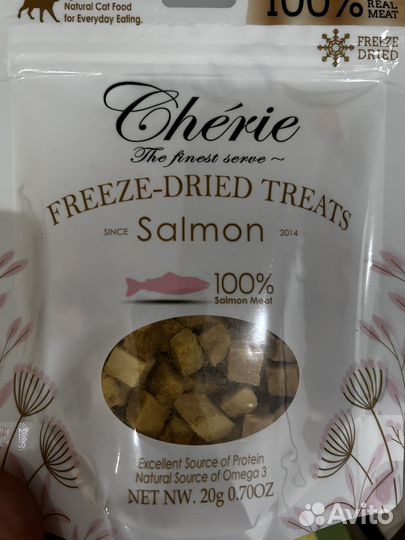 Natural Cat Food
for Everyday Eating.
100% REAL
MEAT
FREEZE
DRIED
Chérie
The finest serve ~
FREEZE-DRIED TREATS
SINCE Salmon 2014
100%
Salmon Meat
Excellent Source of Protein
Natural Source of Omega 3
NET NW. 20g 0.70OZ
Avito